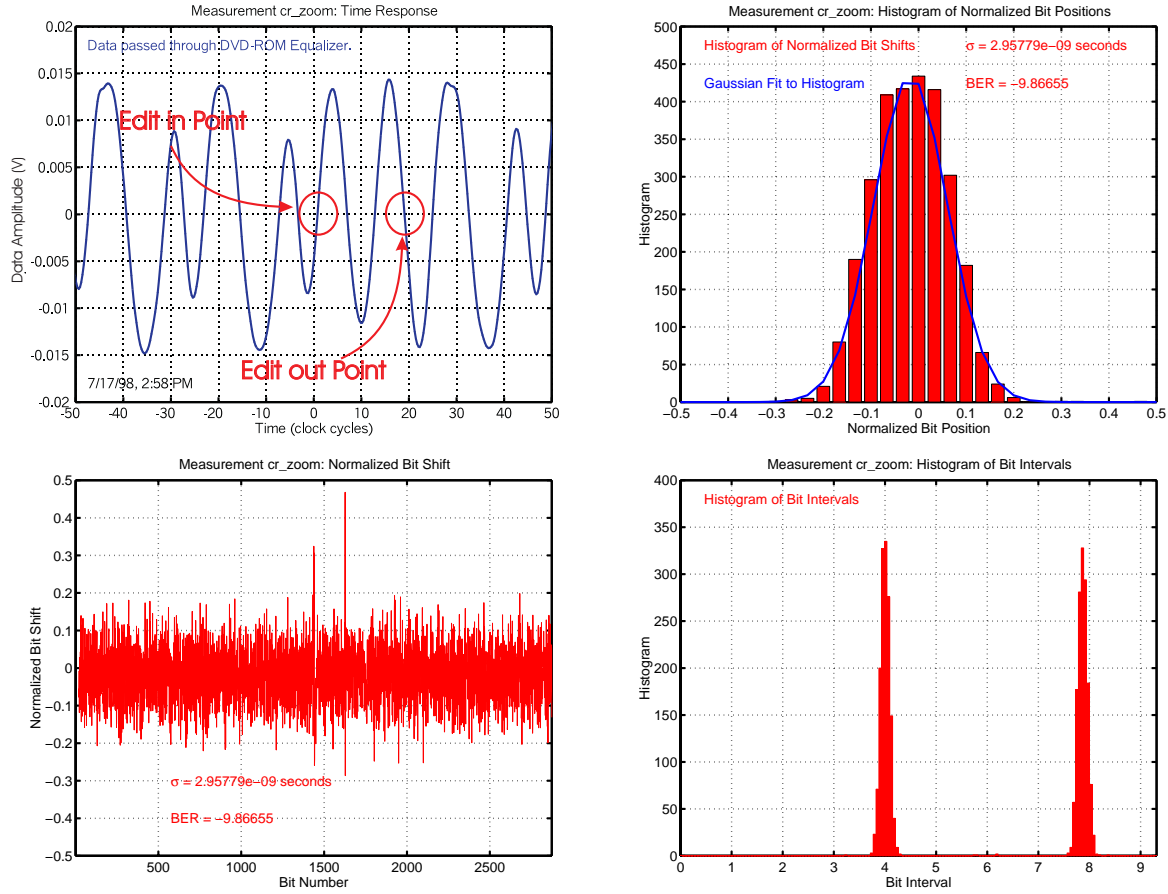 Measurement cr_zoom: Time Response
Data passed through DVD-ROM Equalizer.
Edit in Point
Edit out Point
7/17/98, 2:58 PM
Data Amplitude (V)
0.02
0.015
0.01
0.005
0
-0.005
-0.01
-0.015
-0.02
-50 -40 -30 -20 -10 0 10 20 30 40 50
Time (clock cycles)
Measurement cr_zoom: Histogram of Normalized Bit Positions
Histogram of Normalized Bit Shifts σ = 2.95779e−09 seconds
Gaussian Fit to Histogram BER = −9.86655
Histogram
500
450
400
350
300
250
200
150
100
50
0
−0.5 −0.4 −0.3 −0.2 −0.1 0 0.1 0.2 0.3 0.4 0.5
Normalized Bit Position
Measurement cr_zoom: Normalized Bit Shift
Normalized Bit Shift
0.5
0.4
0.3
0.2
0.1
0
−0.1
−0.2
−0.3
−0.4
−0.5
σ = 2.95779e−09 seconds
BER = −9.86655
500 1000 1500 2000 2500
Bit Number
Measurement cr_zoom: Histogram of Bit Intervals
Histogram of Bit Intervals
Histogram
400
350
300
250
200
150
100
50
0
0 1 2 3 4 5 6 7 8 9
Bit Interval